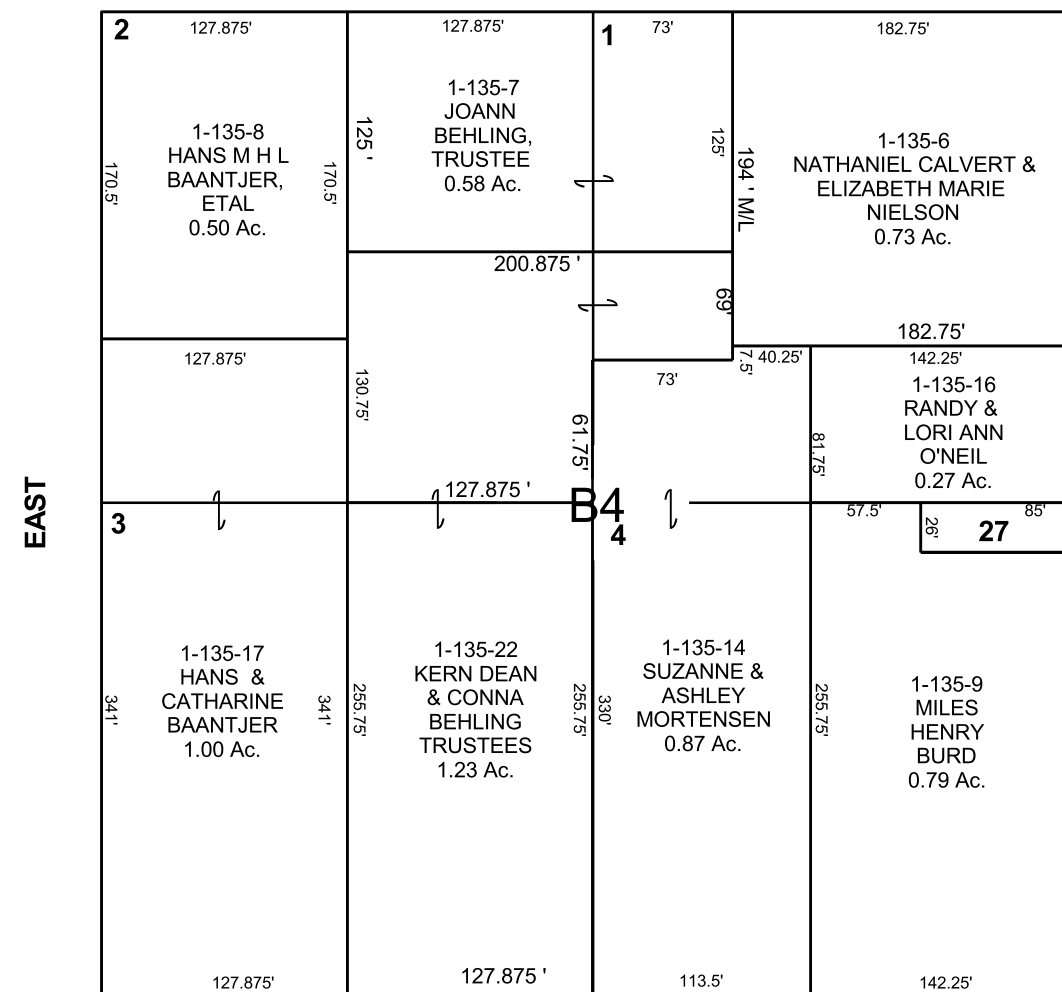 2
127.875'
127.875'
1
73'
182.75'
1-135-8
HANS M H L
BAANTJER,
ETAL
0.50 Ac.
170.5'
170.5'
125 '
1-135-7
JOANN
BEHLING,
TRUSTEE
0.58 Ac.
125'
194 ' M/L
1-135-6
NATHANIEL CALVERT &
ELIZABETH MARIE
NIELSON
0.73 Ac.
200.875 '
69'
182.75'
127.875'
130.75'
61.75'
73'
7.5'
40.25'
142.25'
1-135-16
RANDY &
LORI ANN
O'NEIL
0.27 Ac.
81.75'
127.875 '
B4
EAST
3
4
57.5'
85'
26'
27
1-135-17
HANS &
CATHARINE
BAANTJER
1.00 Ac.
341'
341'
255.75'
1-135-22
KERN DEAN
& CONNA
BEHLING
TRUSTEES
1.23 Ac.
255.75'
330'
1-135-14
SUZANNE &
ASHLEY
MORTENSEN
0.87 Ac.
255.75'
1-135-9
MILES
HENRY
BURD
0.79 Ac.
127.875'
127.875 '
113.5'
142.25'